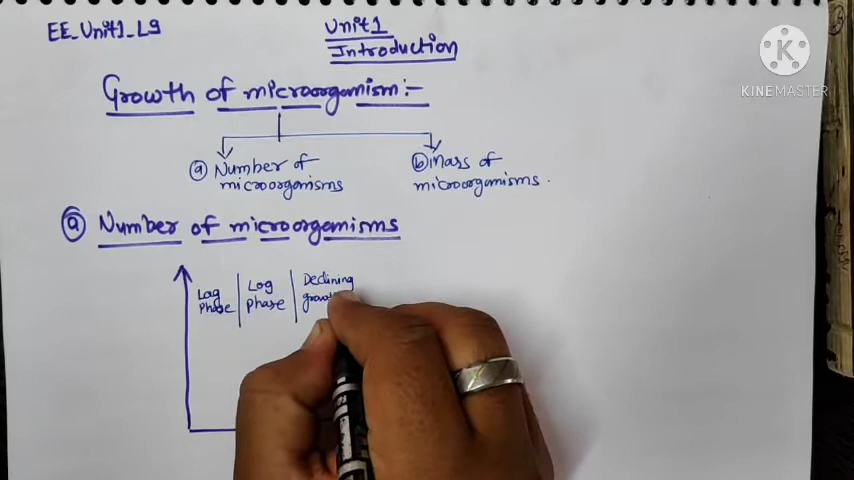 EE_Unit1_L9
Unit1
Introduction
KINEMASTER
Growth of microorganism:-
(a) Number of
microorganisms
(b) Mass of
microorganisms.
(a) Number of microorganisms
Lag
Phase
Log
Phase
Declining